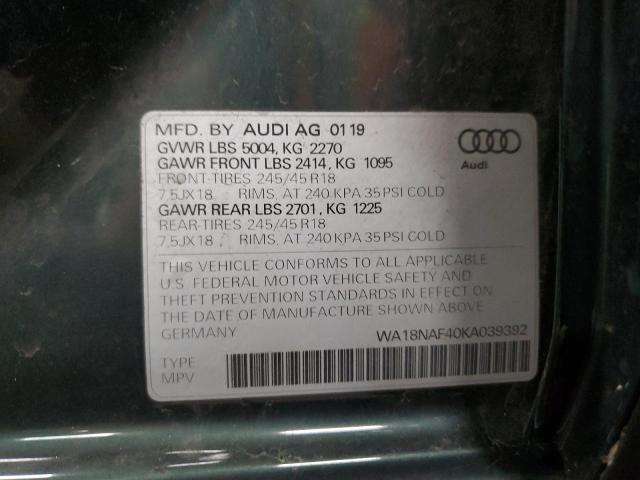 MFD. BY AUDI AG 01 19
GVWR LBS 5004, KG 2270
GAWR FRONT LBS 2414, KG 1095
FRONT-TIRES 245/45 R18
7,5JX18 RIMS, AT 240 KPA 35 PSI COLD
GAWR REAR LBS 2701, KG 1225
REAR-TIRES 245/45 R18
7,5JX18 RIMS, AT 240 KPA 35 PSI COLD
Audi
THIS VEHICLE CONFORMS TO ALL APPLICABLE
U.S. FEDERAL MOTOR VEHICLE SAFETY AND
THEFT PREVENTION STANDARDS IN EFFECT ON
THE DATE OF MANUFACTURE SHOWN ABOVE
GERMANY
WA18NAF40KA039392
TYPE
MPV